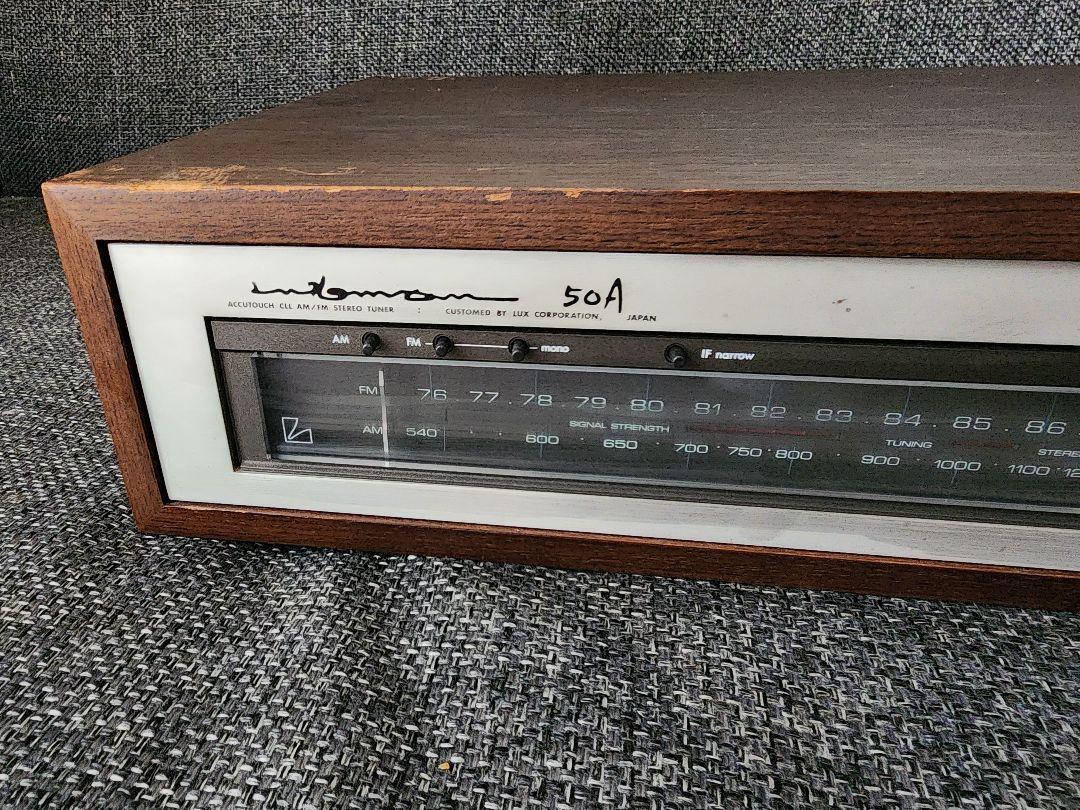 Luxman 50A
ACCUTOUCH CLL AM/FM STEREO TUNER : CUSTOMED BY LUX CORPORATION, JAPAN
AM FM mono IF narrow
FM 76 . 77 . 78 . 79 . 80 . 81 . 82 . 83 . 84 . 85 . 86
SIGNAL STRENGTH TUNING STEREO
AM 540 600 650 700 750 800 900 1000 1100